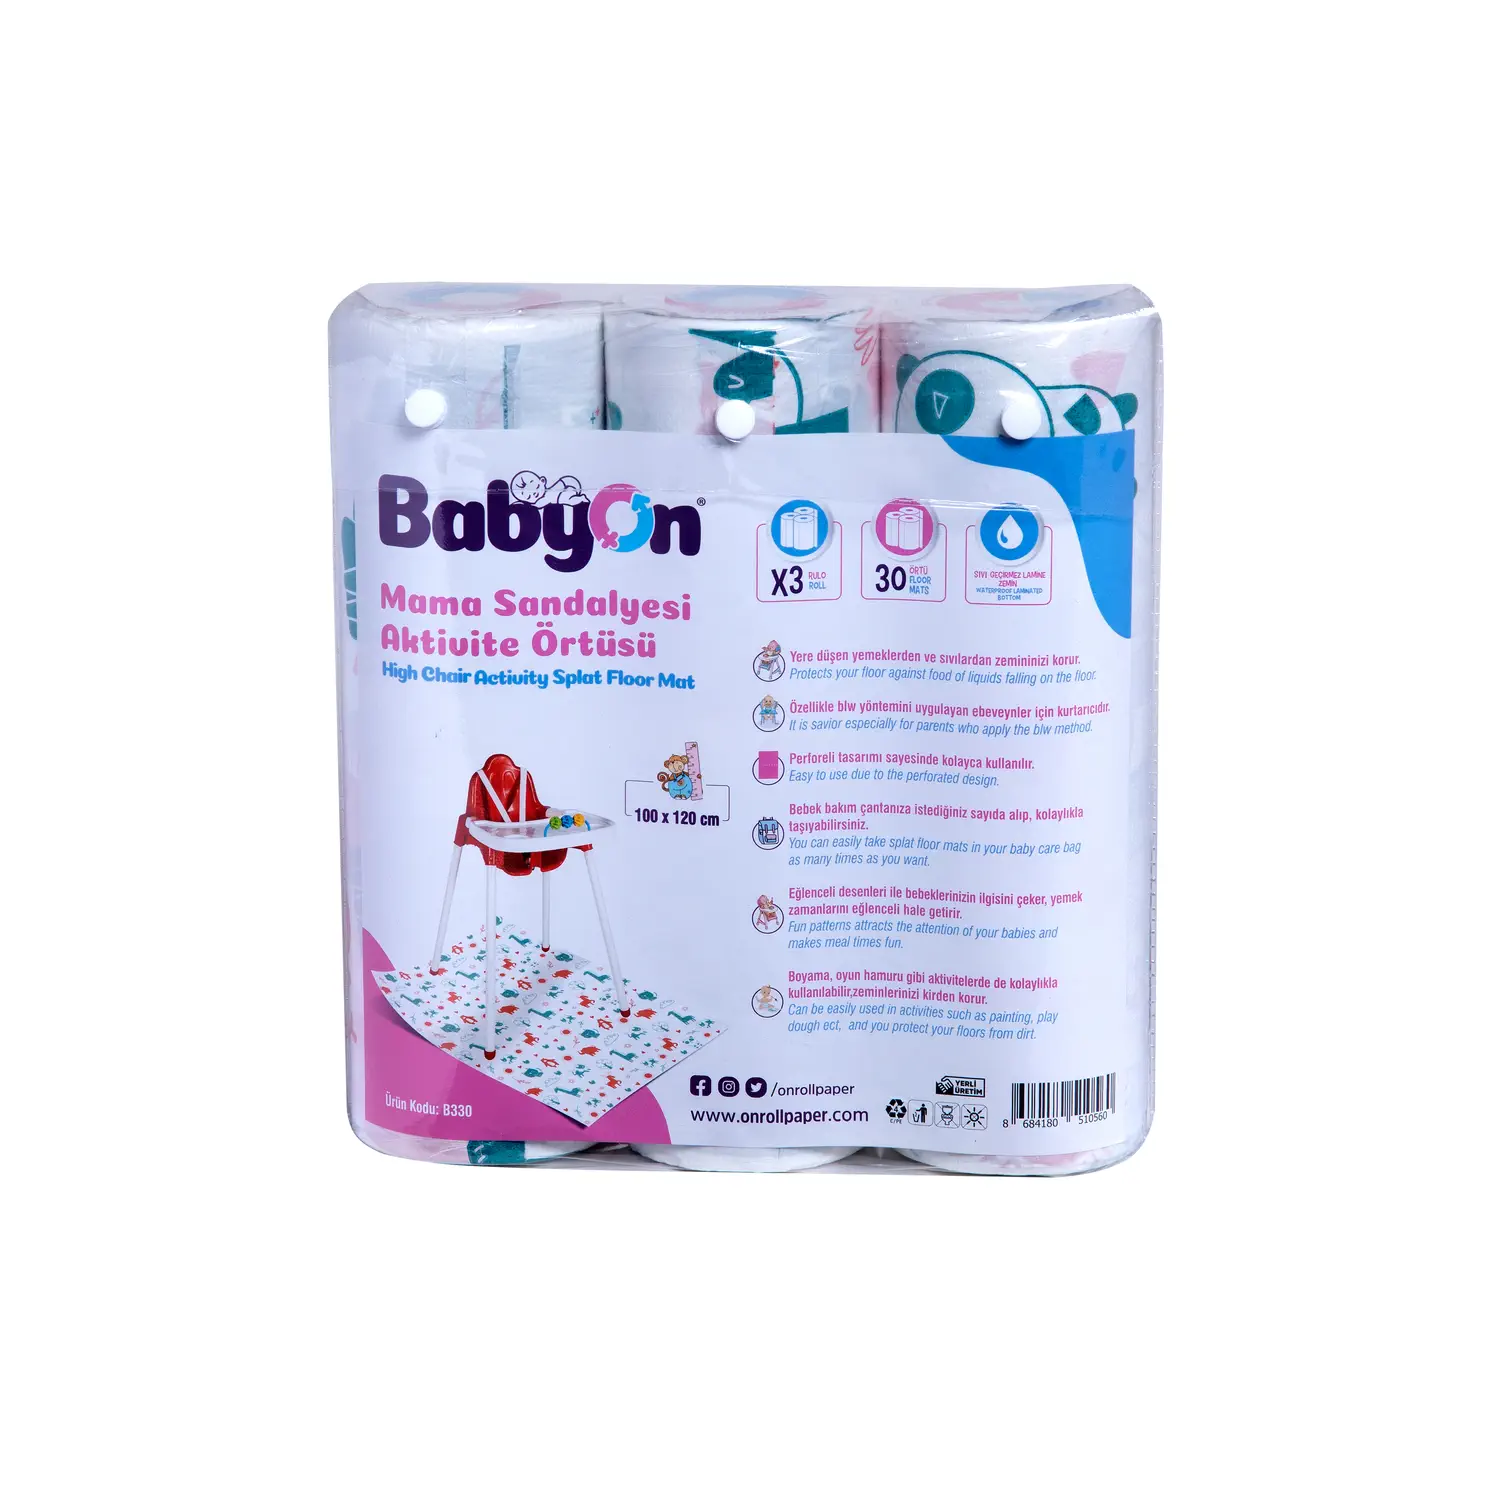 BabyOn®
Mama Sandalyesi
Aktivite Örtüsü
High Chair Activity Splat Floor Mat
100 x 120 cm
Ürün Kodu: B330
X3 RULO
ROLL
30 ÖRTÜ
FLOOR
MATS
SIVI GEÇİRMEZ LAMİNE
ZEMİN
WATERPROOF LAMINATED
BOTTOM
Yere düşen yemeklerden ve sıvılardan zemininizi korur.
Protects your floor against food of liquids falling on the floor.
Özellikle blw yöntemini uygulayan ebeveynler için kurtarıcıdır.
It is savior especially for parents who apply the blw method.
Perforeli tasarımı sayesinde kolayca kullanılır.
Easy to use due to the perforated design.
Bebek bakım çantanıza istediğiniz sayıda alıp, kolaylıkla
taşıyabilirsiniz.
You can easily take splat floor mats in your baby care bag
as many times as you want.
Eğlenceli desenleri ile bebeklerinizin ilgisini çeker, yemek
zamanlarını eğlenceli hale getirir.
Fun patterns attracts the attention of your babies and
makes meal times fun.
Boyama, oyun hamuru gibi aktivitelerde de kolaylıkla
kullanılabilir,zeminlerinizi kirden korur.
Can be easily used in activities such as painting, play
dough ect, and you protect your floors from dirt.
/onrollpaper
www.onrollpaper.com
C/PE
YERLİ
ÜRETİM
8 684180 510560